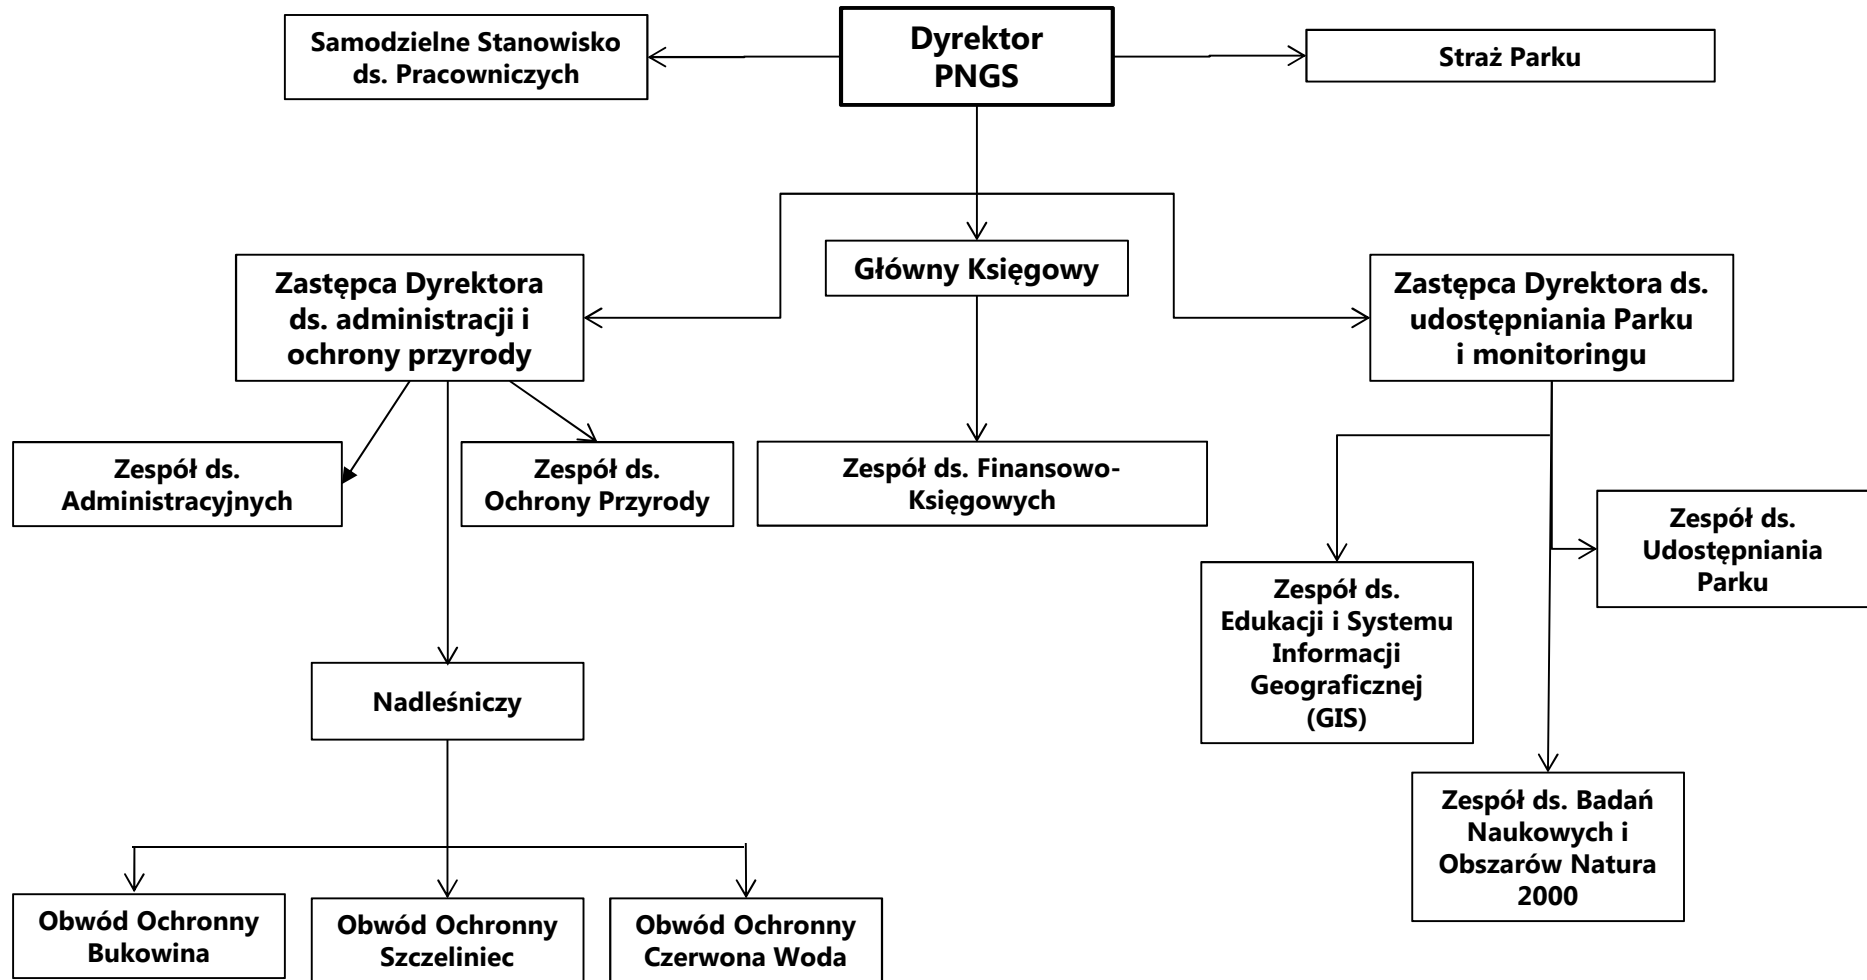 Samodzielne Stanowisko
ds. Pracowniczych
Dyrektor
PNGS
Straż Parku
Zastępca Dyrektora
ds. administracji i
ochrony przyrody
Główny Księgowy
Zastępca Dyrektora ds.
udostępniania Parku
i monitoringu
Zespół ds.
Administracyjnych
Zespół ds.
Ochrony Przyrody
Zespół ds. Finansowo-
Księgowych
Zespół ds.
Edukacji i Systemu
Informacji
Geograficznej
(GIS)
Zespół ds.
Udostępniania
Parku
Nadleśniczy
Zespół ds. Badań
Naukowych i
Obszarów Natura
2000
Obwód Ochronny
Bukowina
Obwód Ochronny
Szczeliniec
Obwód Ochronny
Czerwona Woda